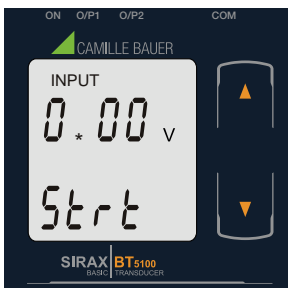 ON O/P1 O/P2 COM
CAMILLE BAUER
INPUT
0.00 V
*
Strt
SIRAX BT5100
BASIC TRANSDUCER